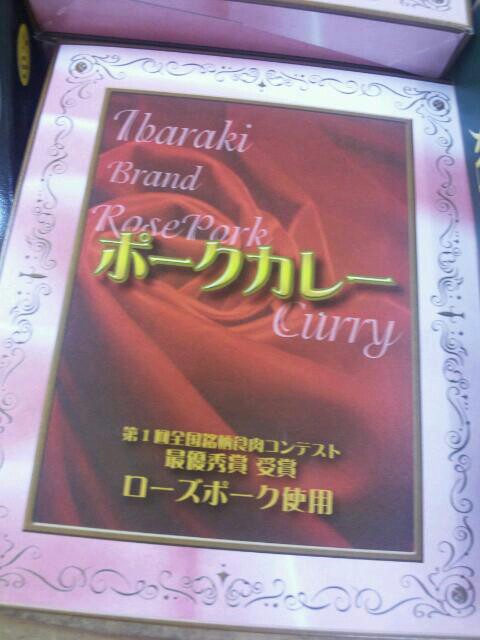 Ibaraki
Brand
RosePork
ポークカレー
Curry
第1回全国銘柄食肉コンテスト
最優秀賞 受賞
ローズポーク使用